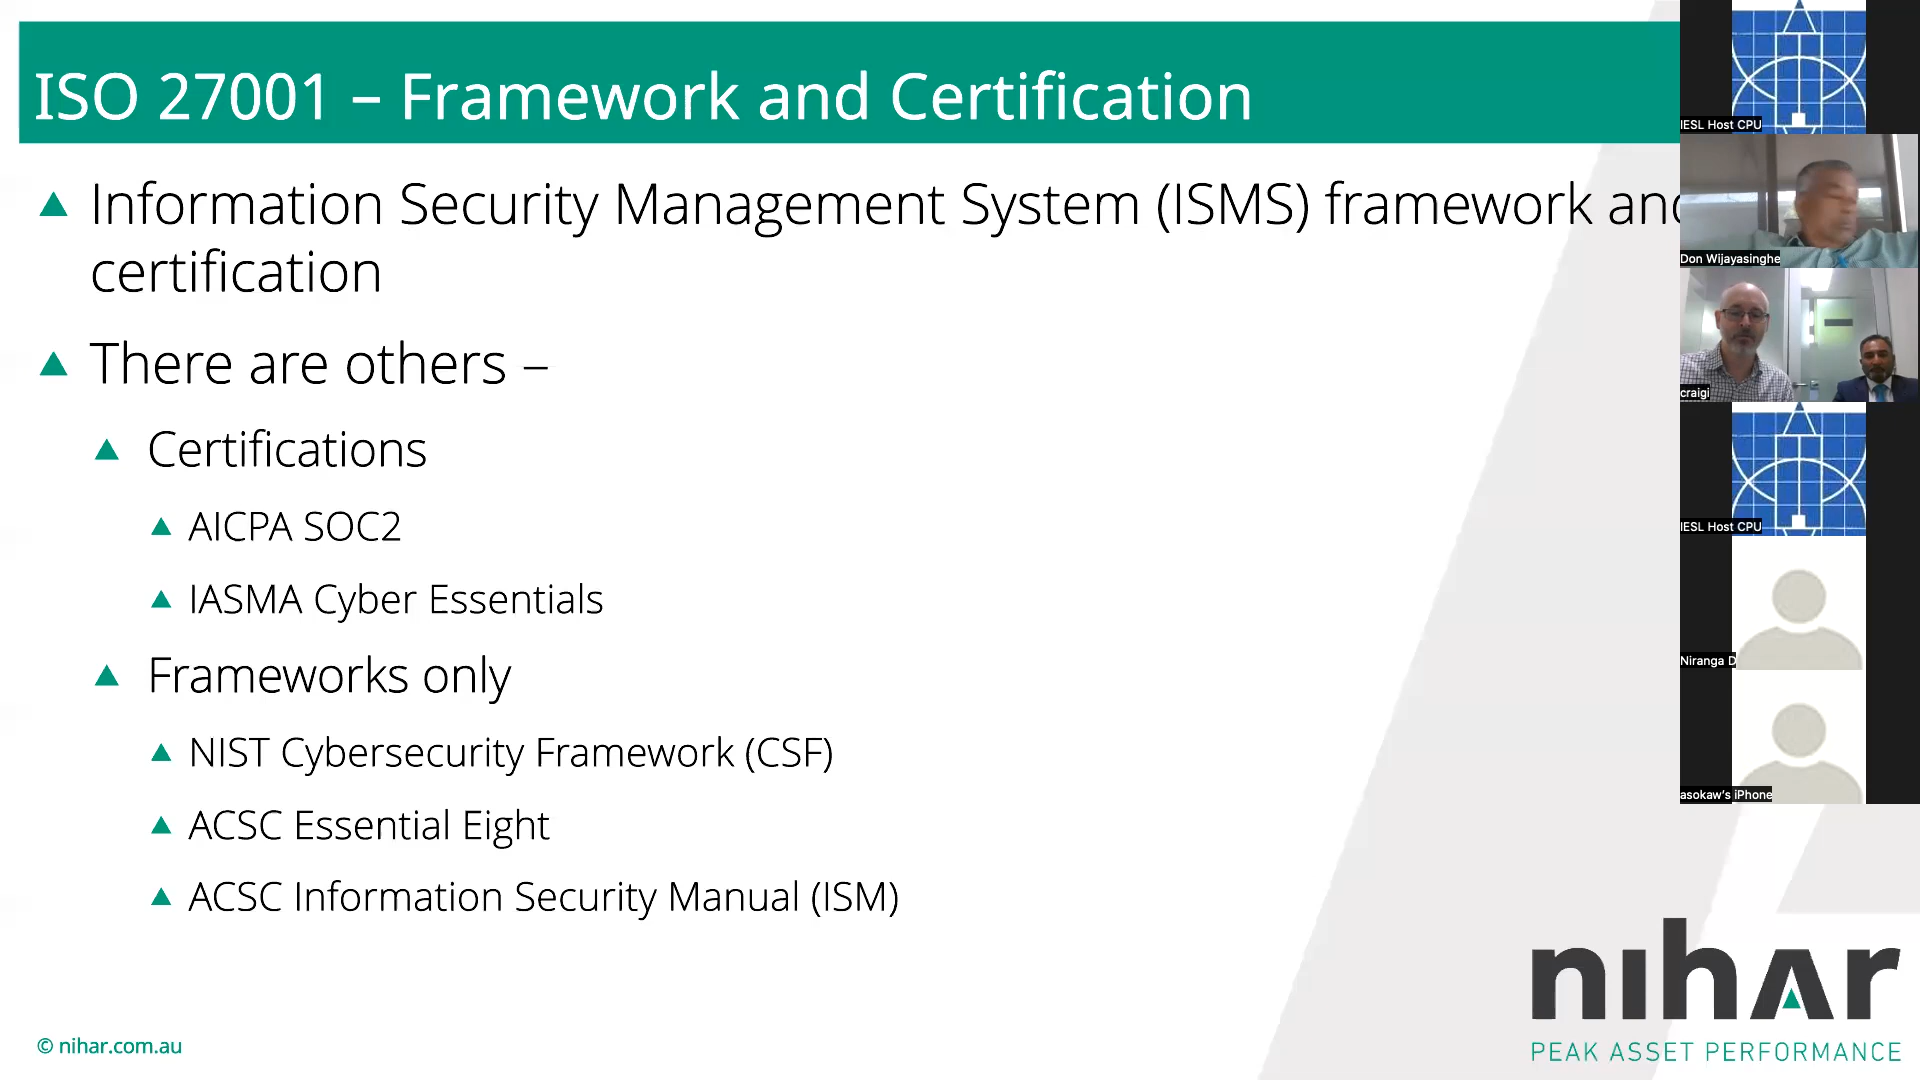 ISO 27001 – Framework and Certification
Information Security Management System (ISMS) framework and
certification
There are others –
Certifications
AICPA SOC2
IASMA Cyber Essentials
Frameworks only
NIST Cybersecurity Framework (CSF)
ACSC Essential Eight
ACSC Information Security Manual (ISM)
© nihar.com.au
nihar
PEAK ASSET PERFORMANCE
IESL Host CPU
Don Wijayasinghe
craigi
IESL Host CPU
Niranga D
asokaw's iPhone